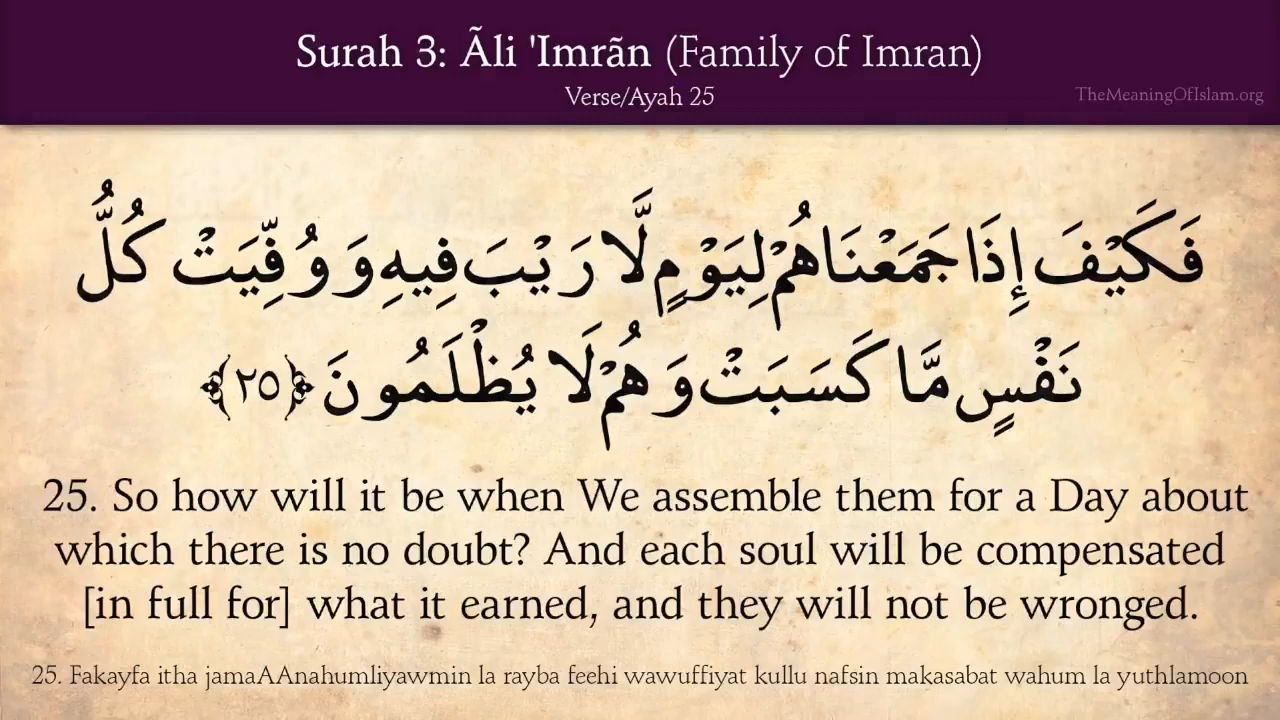 Surah 3: Ãli 'Imrãn (Family of Imran)
Verse/Ayah 25
TheMeaningOfIslam.org
فَكَيْفَ إِذَا جَمَعْنَاهُمْ لِيَوْمٍ لَّا رَيْبَ فِيهِ وَوُفِّيَتْ كُلُّ
نَفْسٍ مَّا كَسَبَتْ وَهُمْ لَا يُظْلَمُونَ ﴿٢٥﴾
25. So how will it be when We assemble them for a Day about
which there is no doubt? And each soul will be compensated
[in full for] what it earned, and they will not be wronged.
25. Fakayfa itha jamaAAnahumliyawmin la rayba feehi wawuffiyat kullu nafsin makasabat wahum la yuthlamoon